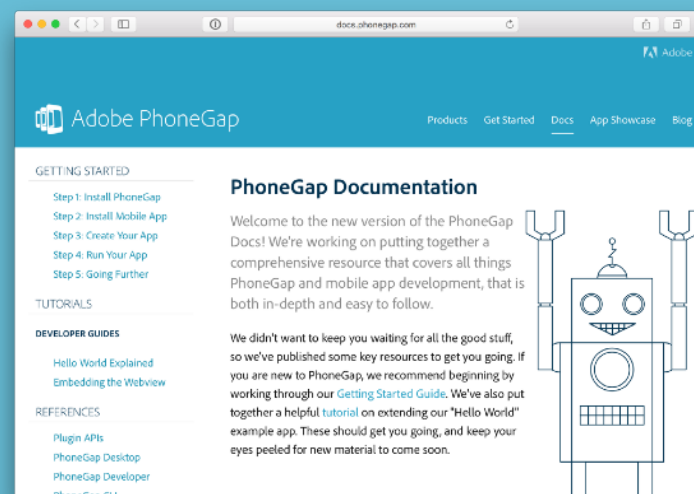 docs.phonegap.com
Adobe
Adobe PhoneGap
Products Get Started Docs App Showcase Blog
GETTING STARTED
Step 1: Install PhoneGap
Step 2: Install Mobile App
Step 3: Create Your App
Step 4: Run Your App
Step 5: Going Further
TUTORIALS
DEVELOPER GUIDES
Hello World Explained
Embedding the Webview
REFERENCES
Plugin APIs
PhoneGap Desktop
PhoneGap Developer
PhoneGap Documentation
Welcome to the new version of the PhoneGap
Docs! We're working on putting together a
comprehensive resource that covers all things
PhoneGap and mobile app development, that is
both in-depth and easy to follow.
We didn't want to keep you waiting for all the good stuff,
so we've published some key resources to get you going. If
you are new to PhoneGap, we recommend beginning by
working through our Getting Started Guide. We've also put
together a helpful tutorial on extending our "Hello World"
example app. These should get you going, and keep your
eyes peeled for new material to come soon.